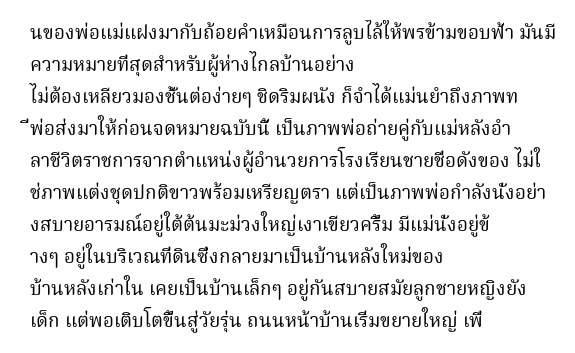 นของพ่อแม่แฝงมากับถ้อยคำเหมือนการลูบไล้ให้พรข้ามขอบฟ้า มันมี
ความหมายที่สุดสำหรับผู้ห่างไกลบ้านอย่าง
ไม่ต้องเหลียวมองชั้นต่อง่ายๆ ชิดริมผนัง ก็จำได้แม่นยำถึงภาพท
ี่พ่อส่งมาให้ก่อนจดหมายฉบับนี้ เป็นภาพพ่อถ่ายคู่กับแม่หลังอำ
ลาชีวิตราชการจากตำแหน่งผู้อำนวยการโรงเรียนชายชื่อดังของ ไม่ใ
ช่ภาพแต่งชุดปกติขาวพร้อมเหรียญตรา แต่เป็นภาพพ่อกำลังนั่งอย่า
งสบายอารมณ์อยู่ใต้ต้นมะม่วงใหญ่เงาเขียวครึ้ม มีแม่นั่งอยู่ข้
างๆ อยู่ในบริเวณที่ดินซึ่งกลายมาเป็นบ้านหลังใหม่ของ
บ้านหลังเก่าใน เคยเป็นบ้านเล็กๆ อยู่กันสบายสมัยลูกชายหญิงยัง
เด็ก แต่พอเติบโตขึ้นสู่วัยรุ่น ถนนหน้าบ้านเริ่มขยายใหญ่ เพื่